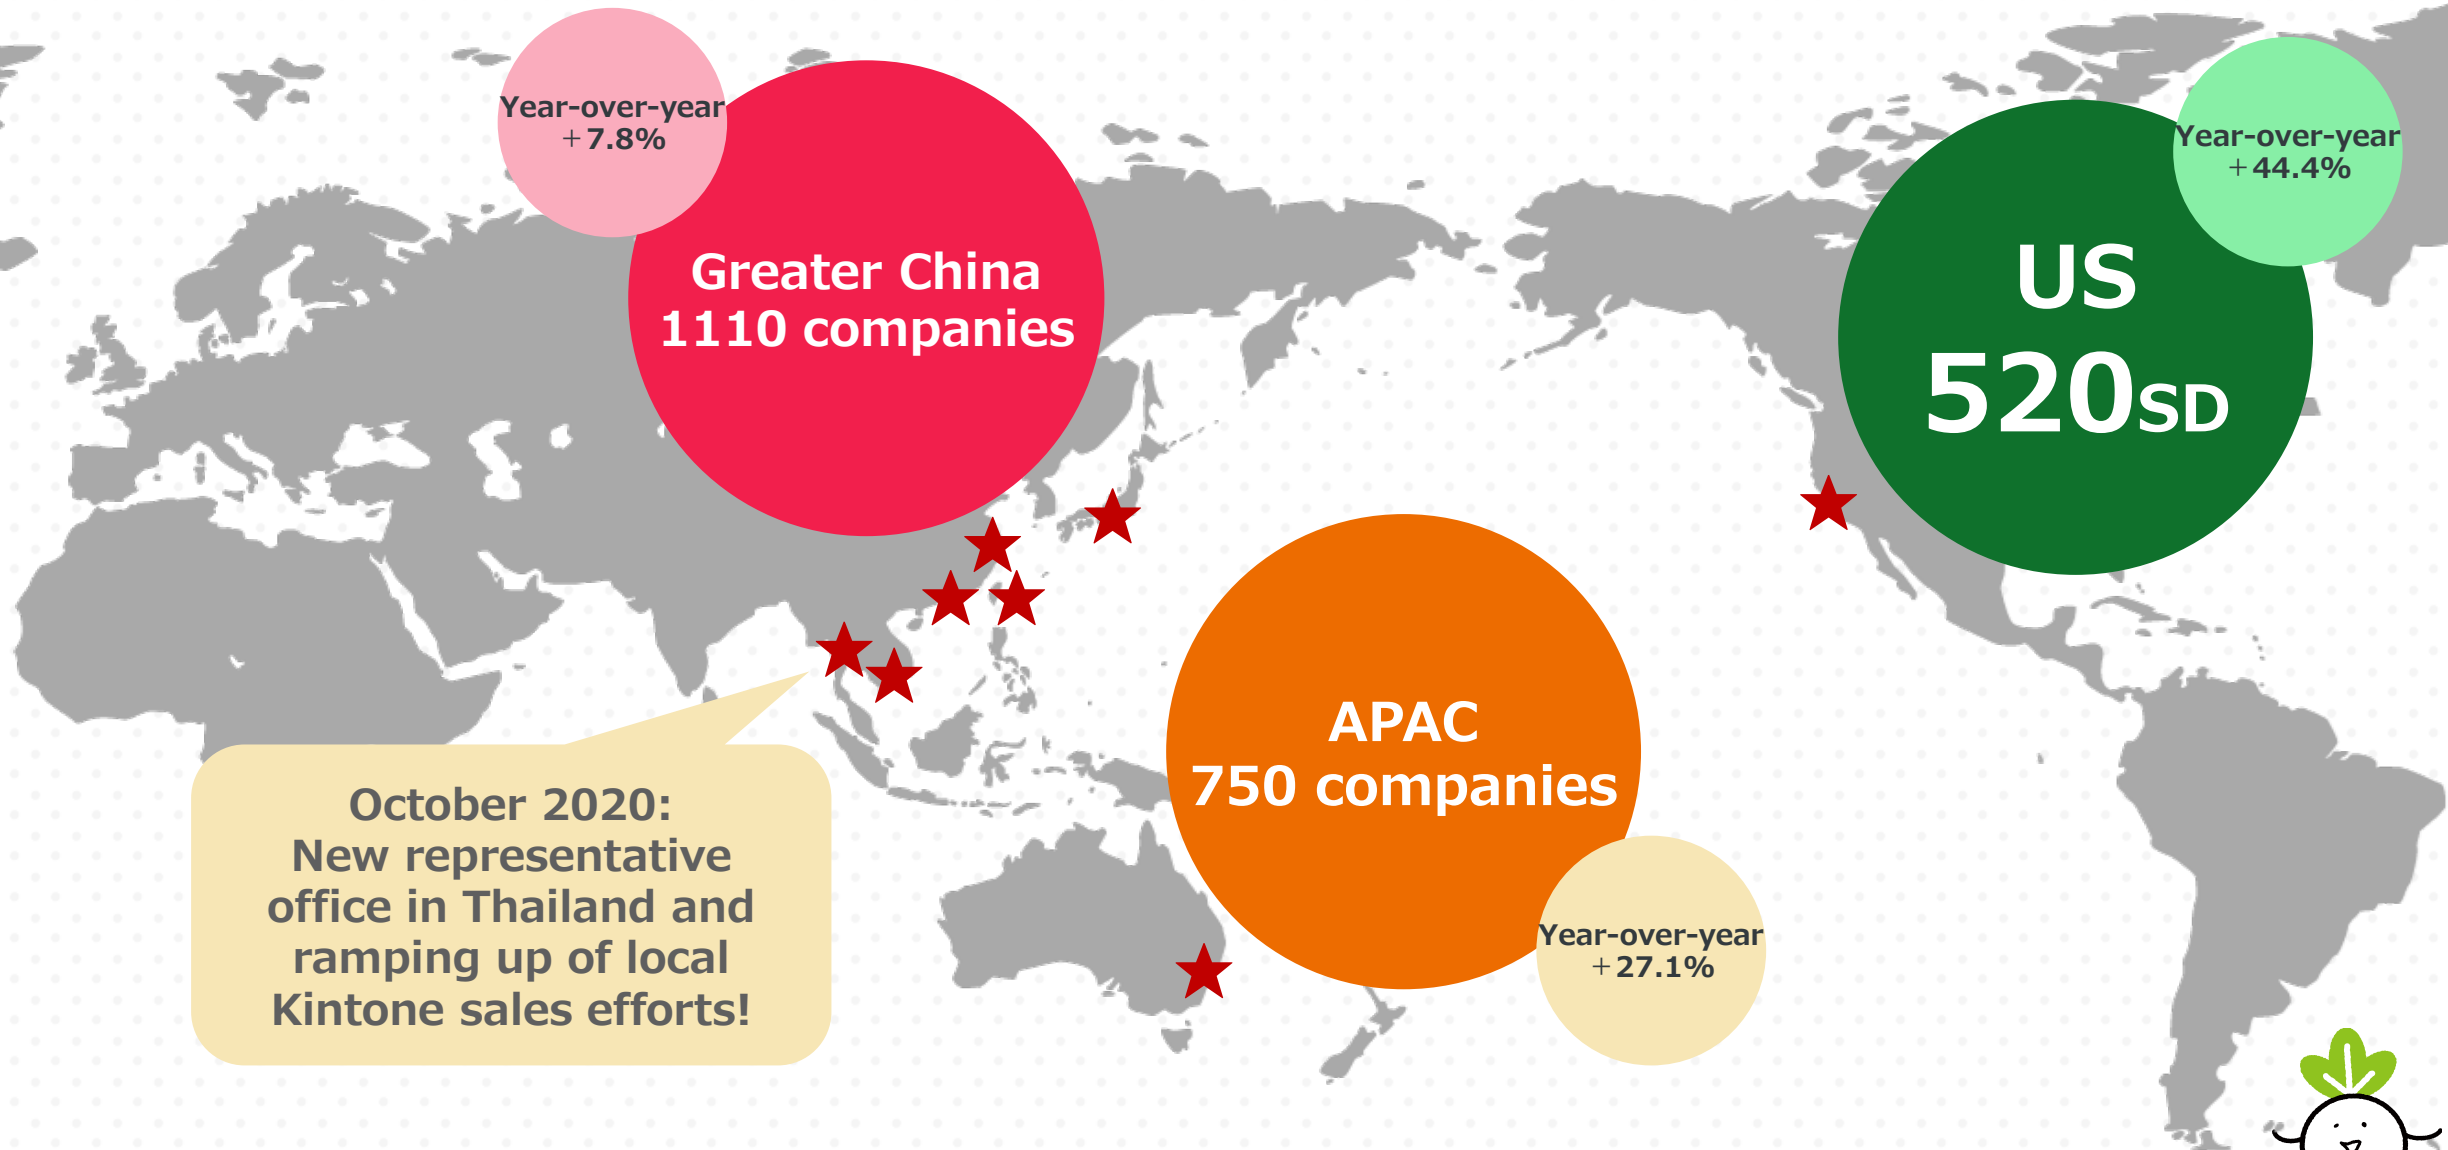 Year-over-year
+7.8%
Greater China
1110 companies
Year-over-year
+44.4%
US
520SD
APAC
750 companies
Year-over-year
+27.1%
October 2020:
New representative
office in Thailand and
ramping up of local
Kintone sales efforts!